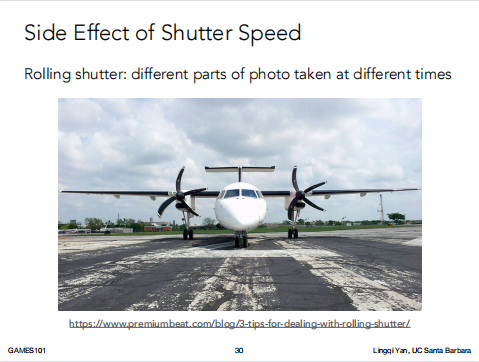 Side Effect of Shutter Speed
Rolling shutter: different parts of photo taken at different times
https://www.premiumbeat.com/blog/3-tips-for-dealing-with-rolling-shutter/
GAMES101
30
Lingqi Yan, UC Santa Barbara